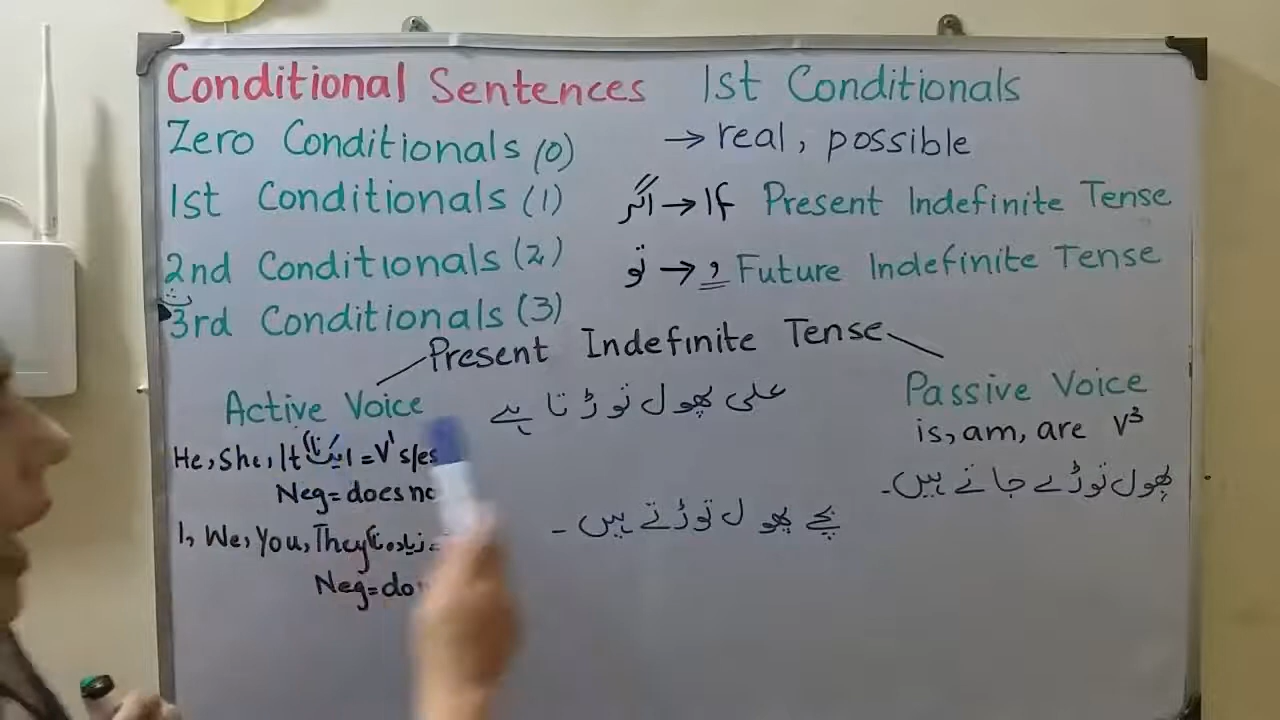 Conditional Sentences
Zero Conditionals (0)
1st Conditionals (1)
2nd Conditionals (2)
3rd Conditionals (3)
1st Conditionals
→ real, possible
اگر → If Present Indefinite Tense
تو → , Future Indefinite Tense
Present Indefinite Tense
Active Voice
He, She, It = V¹ s/es
Neg = does no
I, We, You, They
Neg = do
علی پھول توڑتا ہے
بچے پھول توڑتے ہیں۔
Passive Voice
is, am, are V³
پھول توڑے جاتے ہیں۔